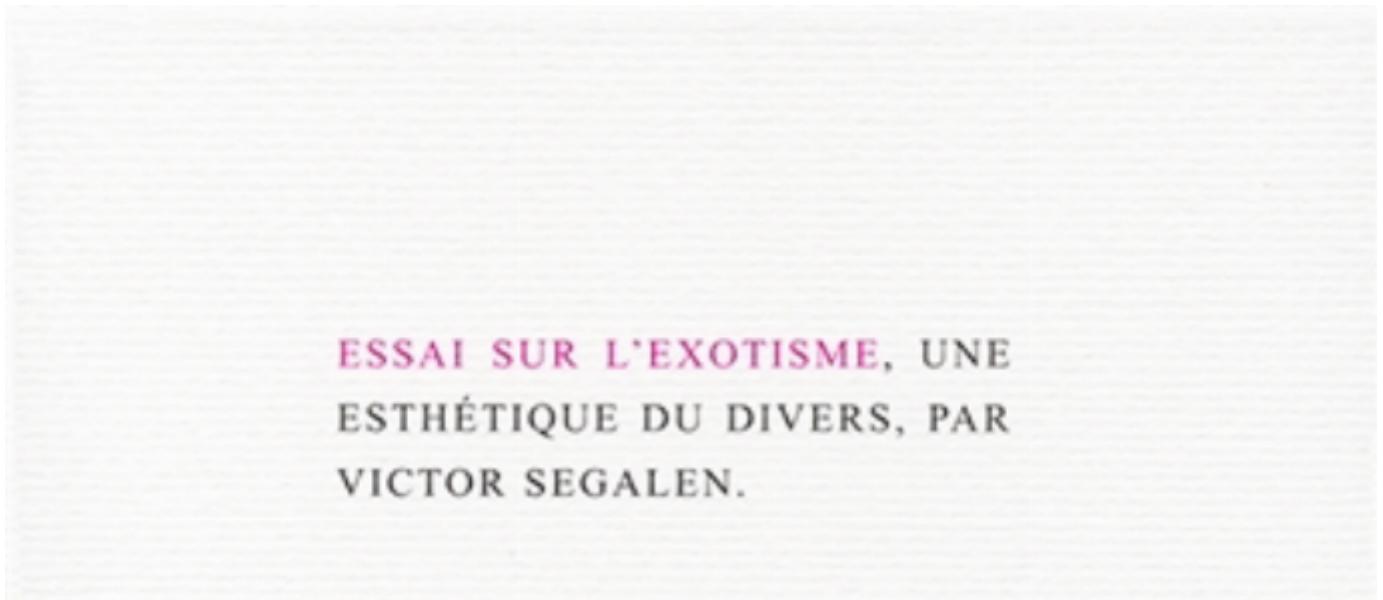 ESSAI SUR L'EXOTISME, UNE
ESTHÉTIQUE DU DIVERS, PAR
VICTOR SEGALEN.